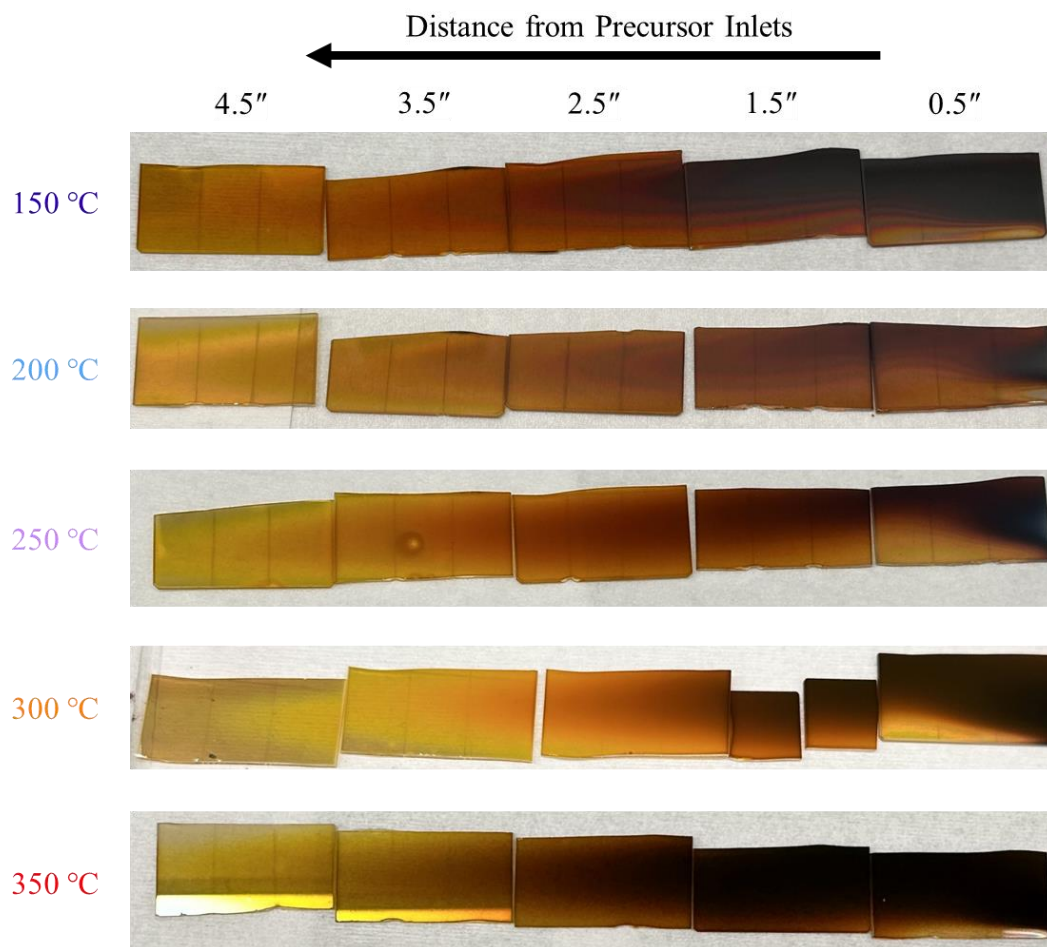 Distance from Precursor Inlets
4.5″ 3.5″ 2.5″ 1.5″ 0.5″
150 °C
200 °C
250 °C
300 °C
350 °C